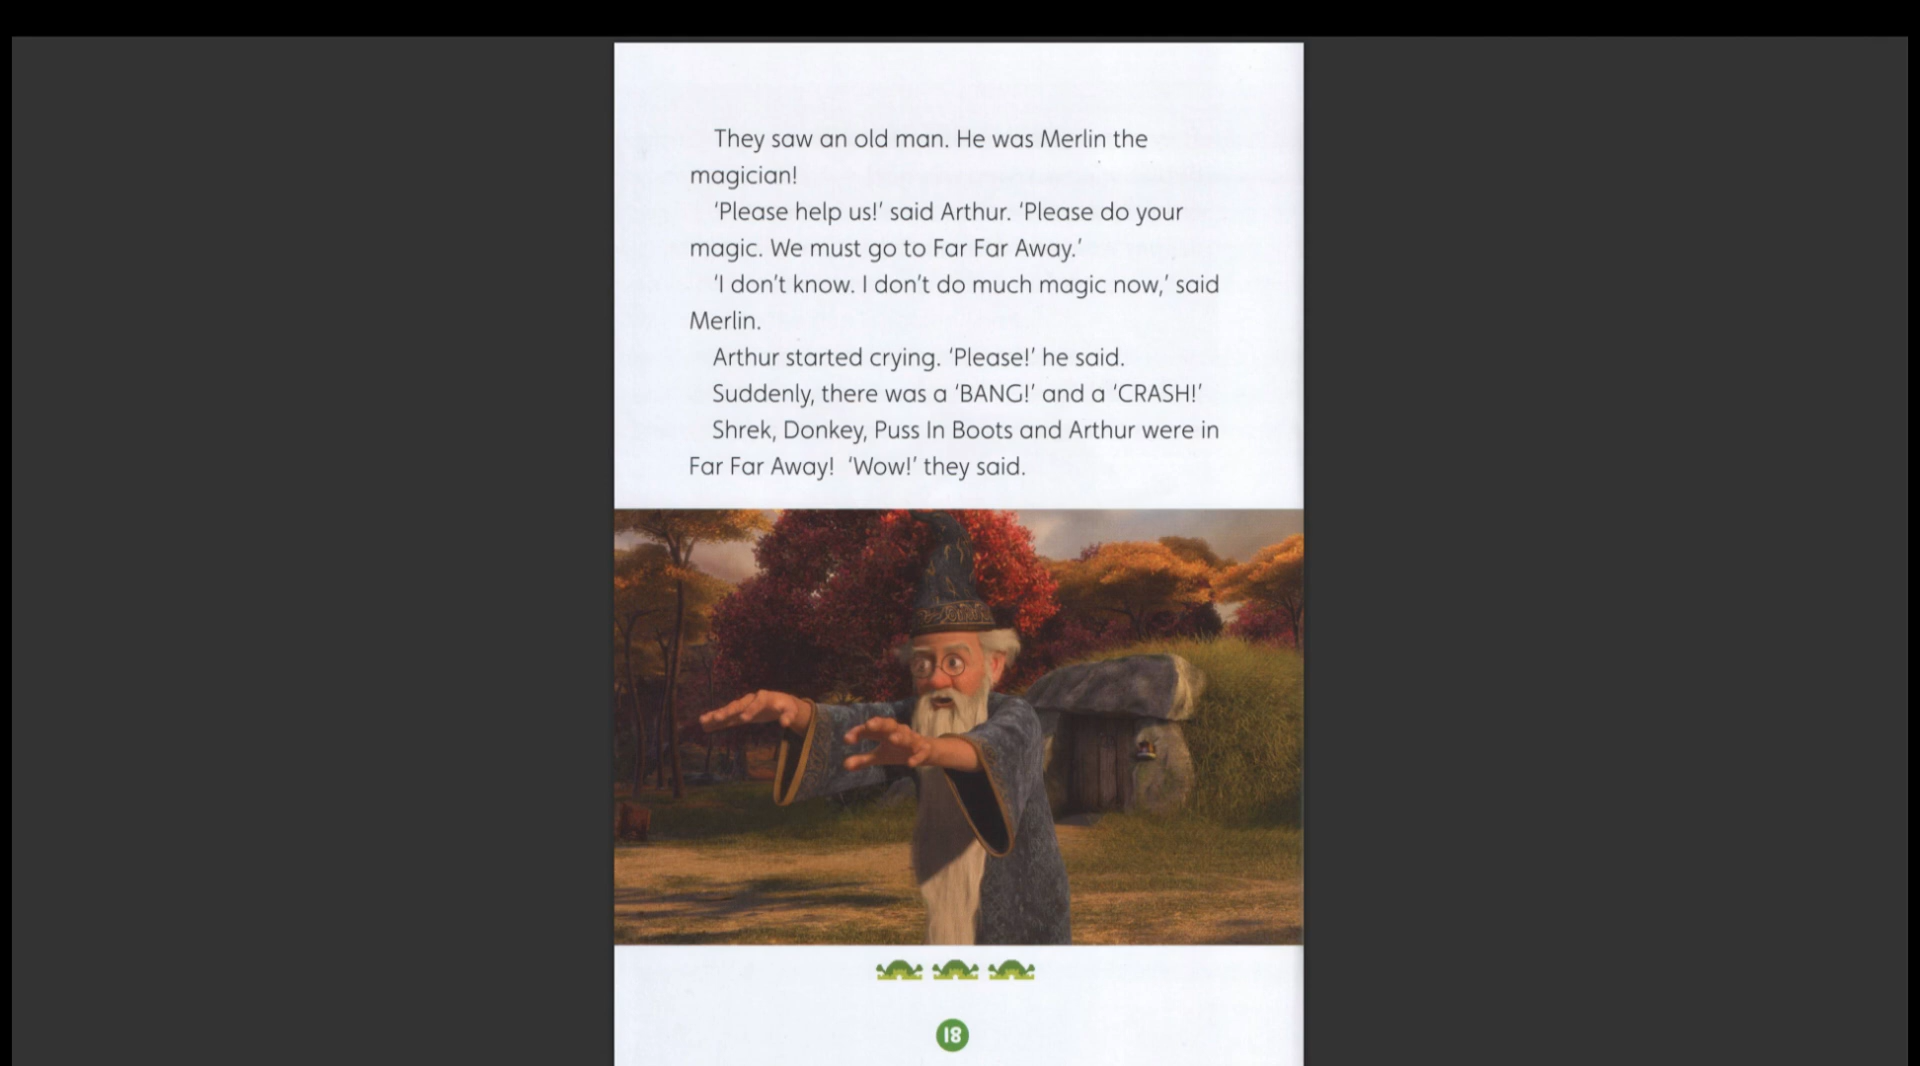 They saw an old man. He was Merlin the
magician!
‘Please help us!’ said Arthur. ‘Please do your
magic. We must go to Far Far Away.’
‘I don’t know. I don’t do much magic now,’ said
Merlin.
Arthur started crying. ‘Please!’ he said.
Suddenly, there was a ‘BANG!’ and a ‘CRASH!’
Shrek, Donkey, Puss In Boots and Arthur were in
Far Far Away!  ‘Wow!’ they said.
18